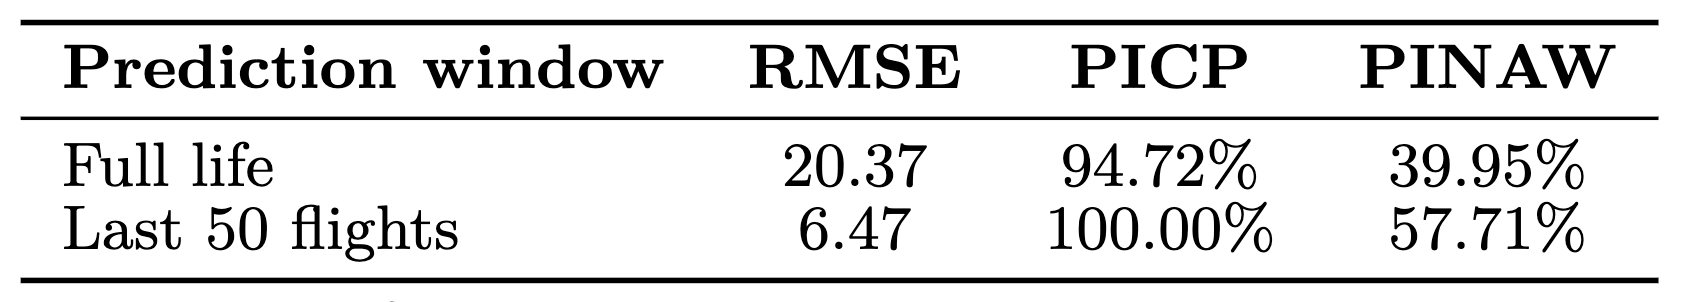 Prediction window RMSE PICP PINAW
Full life 20.37 94.72% 39.95%
Last 50 flights 6.47 100.00% 57.71%